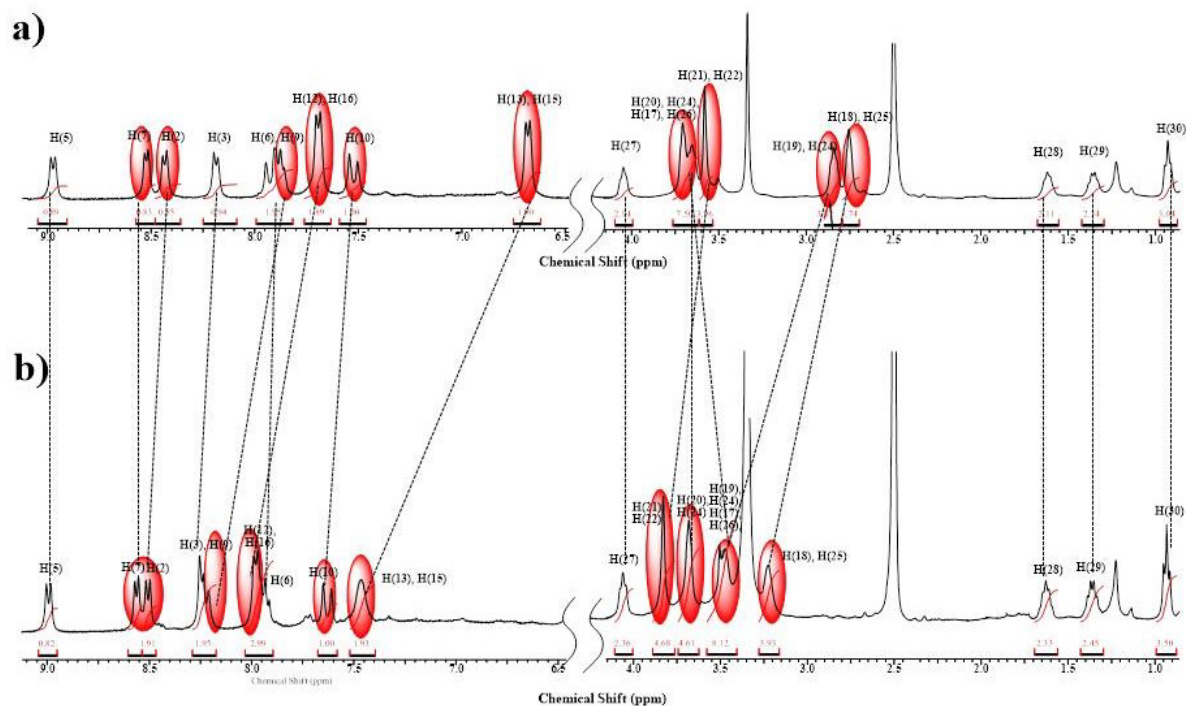 a)
H(21), H(22)
H(12), H(16)
H(20), H(24),
H(17), H(26)
H(18), H(25)
H(13), H(15)
H(5)
H(7)
H(2)
H(3)
H(6)
H(9)
H(10)
H(27)
H(19), H(24)
H(28)
H(29)
H(30)
9.0
8.5
8.0
7.5
7.0
6.5
4.0
3.5
3.0
2.5
2.0
1.5
1.0
Chemical Shift (ppm)
b)
H(19),
H(24),
H(17),
H(26)
H(20)
H(24)
H(21)
H(22)
H(30)
H(12),
H(16)
H(5)
H(7)
H(2)
H(3), H(9)
H(6)
H(10)
H(13), H(15)
H(27)
H(18), H(25)
H(28)
H(29)
0.82
1.91
1.95
2.99
1.00
1.93
2.36
4.68
4.61
8.12
3.93
2.33
2.45
3.56
9.0
8.5
8.0
7.5
7.0
6.5
4.0
3.5
3.0
2.5
2.0
1.5
1.0
Chemical Shift (ppm)
Chemical Shift (ppm)